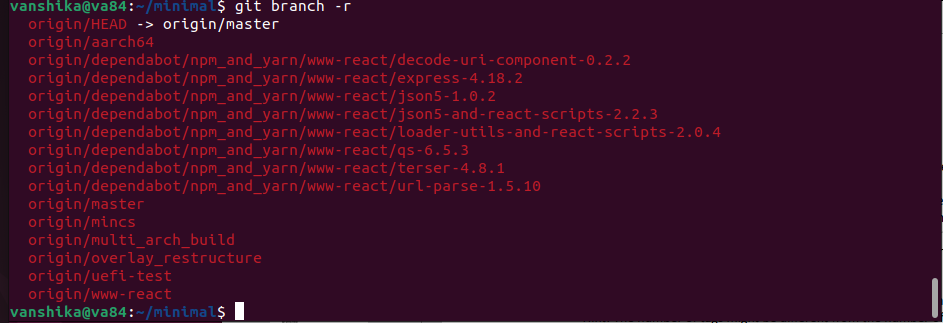 vanshika@va84:~/minimal$ git branch -r
origin/HEAD -> origin/master
origin/aarch64
origin/dependabot/npm_and_yarn/www-react/decode-uri-component-0.2.2
origin/dependabot/npm_and_yarn/www-react/express-4.18.2
origin/dependabot/npm_and_yarn/www-react/json5-1.0.2
origin/dependabot/npm_and_yarn/www-react/json5-and-react-scripts-2.2.3
origin/dependabot/npm_and_yarn/www-react/loader-utils-and-react-scripts-2.0.4
origin/dependabot/npm_and_yarn/www-react/qs-6.5.3
origin/dependabot/npm_and_yarn/www-react/terser-4.8.1
origin/dependabot/npm_and_yarn/www-react/url-parse-1.5.10
origin/master
origin/mincs
origin/multi_arch_build
origin/overlay_restructure
origin/uefi-test
origin/www-react
vanshika@va84:~/minimal$